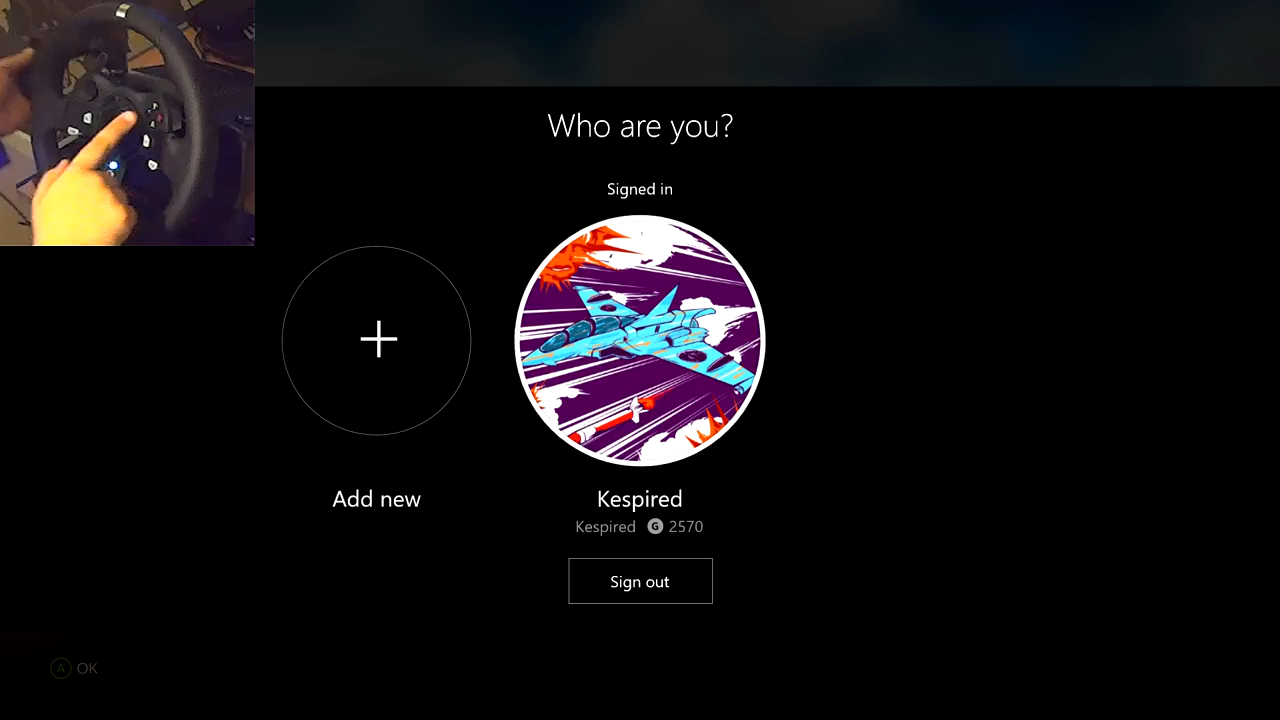 Who are you?
Signed in
Add new
Kespired
Kespired G 2570
Sign out
A OK